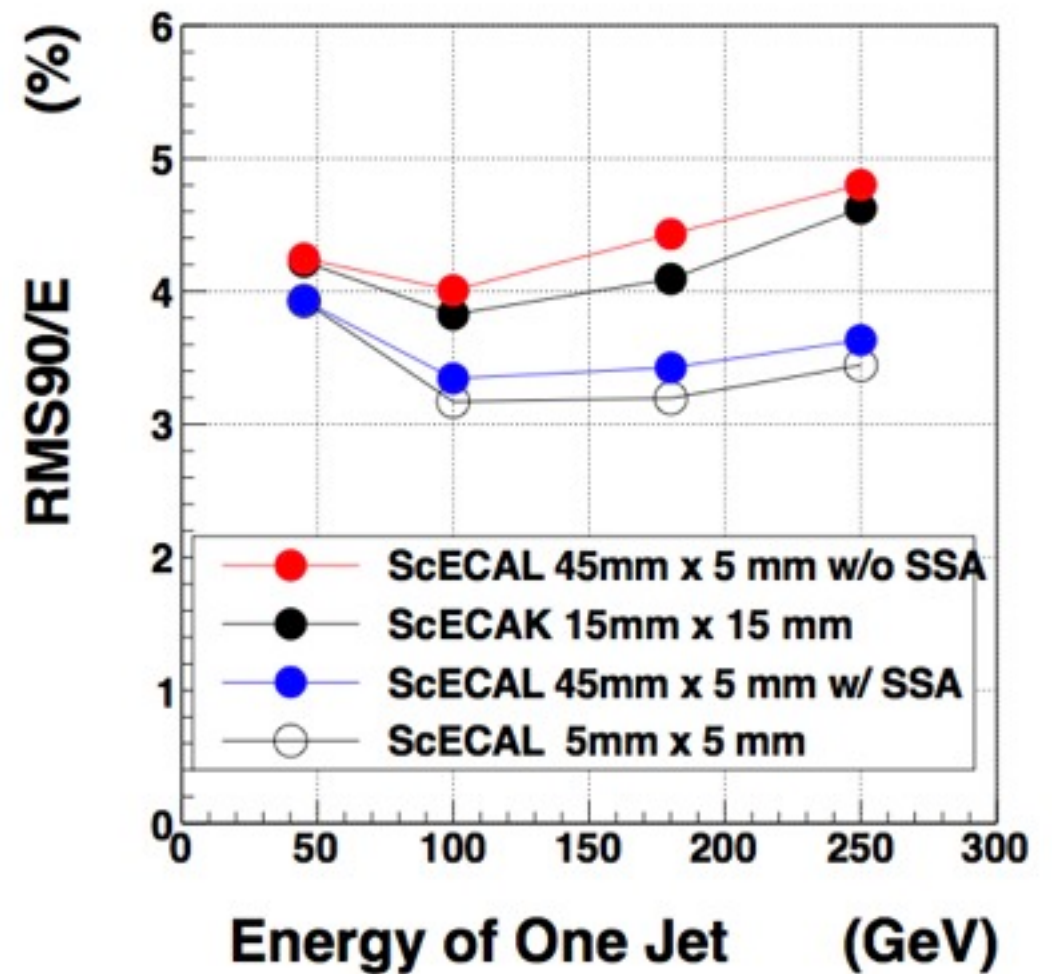 RMS90/E (%)
6
5
4
3
2
1
0
ScECAL 45mm x 5 mm w/o SSA
ScECAK 15mm x 15 mm
ScECAL 45mm x 5 mm w/ SSA
ScECAL 5mm x 5 mm
0 50 100 150 200 250 300
Energy of One Jet (GeV)